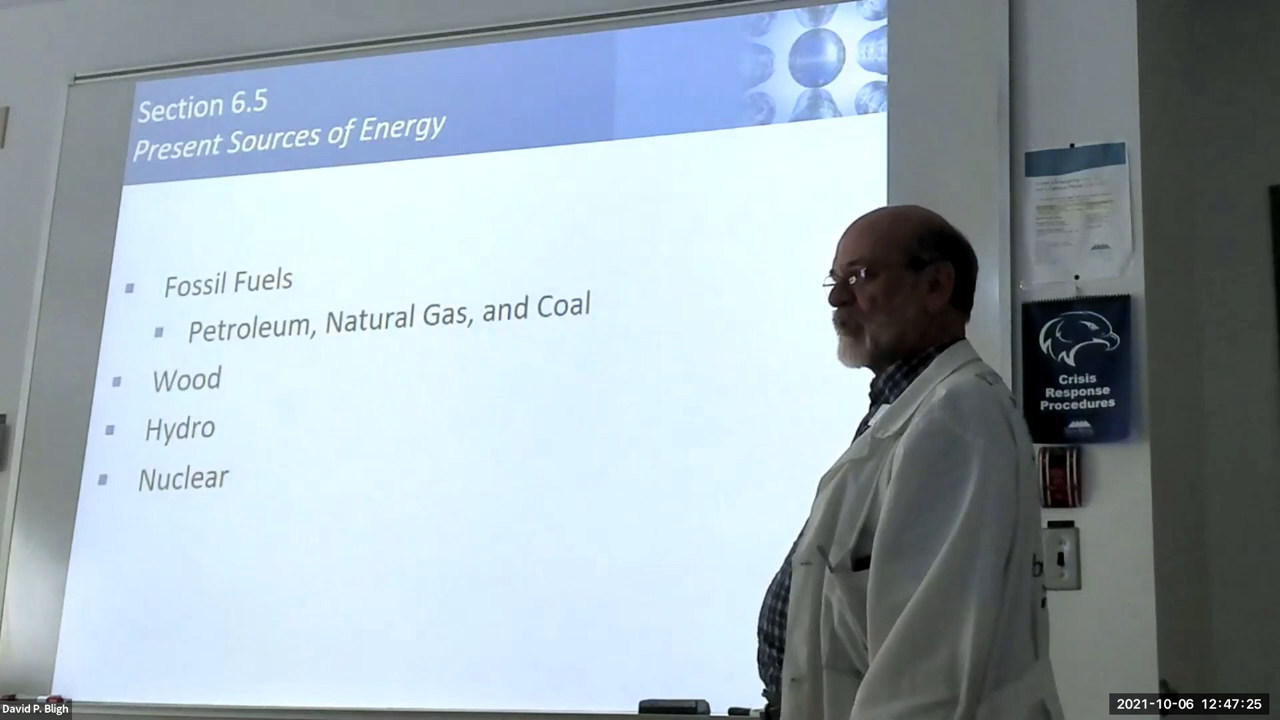 Section 6.5
Present Sources of Energy
Fossil Fuels
Petroleum, Natural Gas, and Coal
Wood
Hydro
Nuclear
Crisis
Response
Procedures
David P. Bligh
2021-10-06 12:47:25